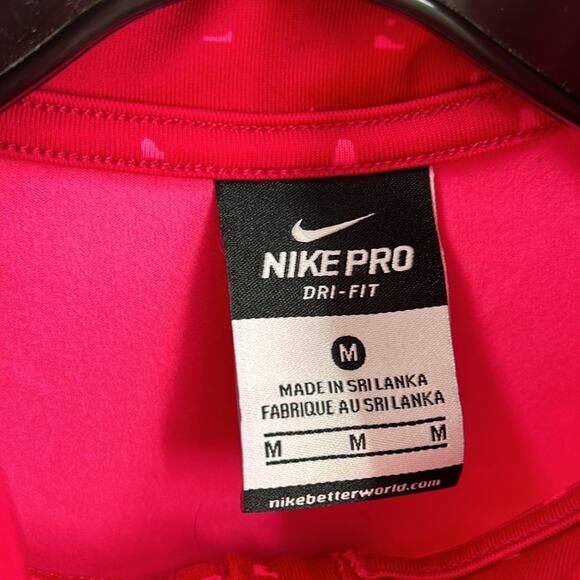 NIKE PRO
DRI-FIT
M
MADE IN SRI LANKA
FABRIQUE AU SRI LANKA
M M M
nikebetterworld.com